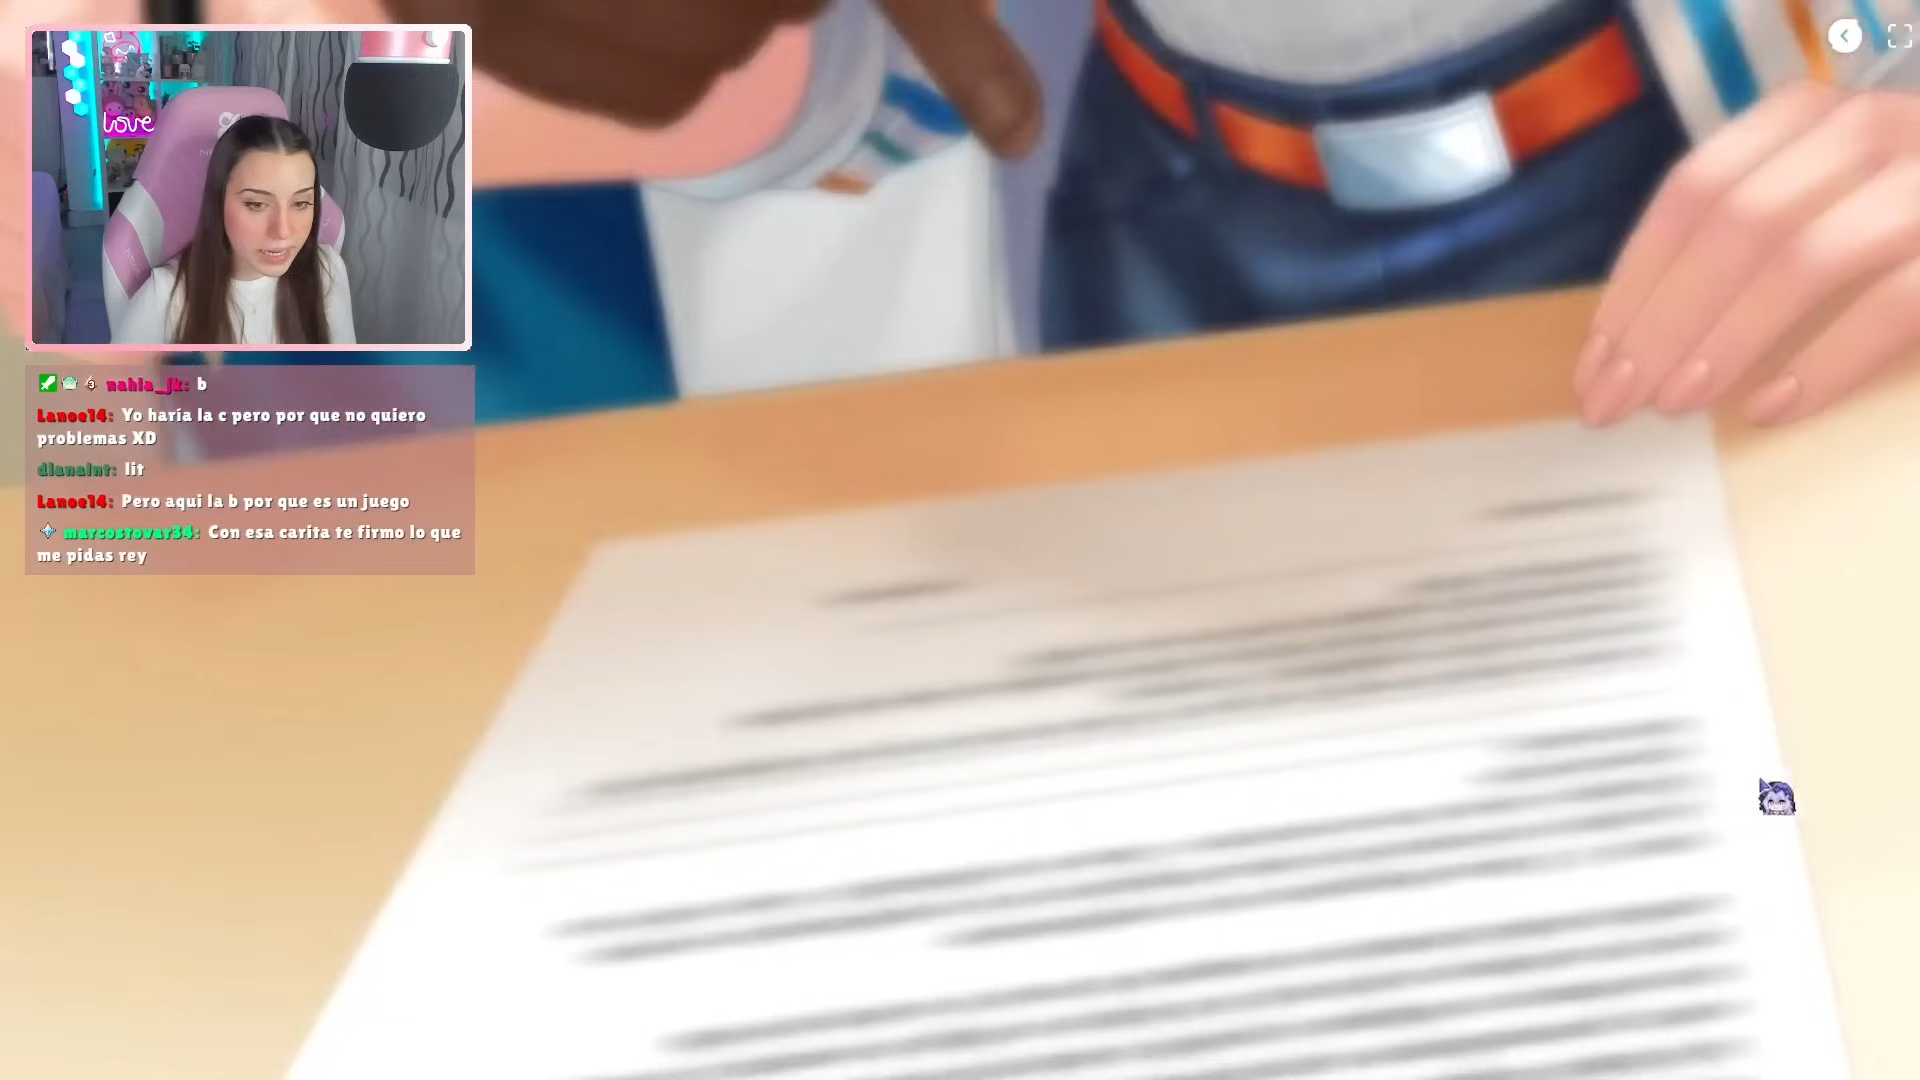 love
nahla_jk: b
Lanoe14: Yo haría la c pero por que no quiero
problemas XD
dianaint: lit
Lanoe14: Pero aqui la b por que es un juego
marcostovar34: Con esa carita te firmo lo que
me pidas rey